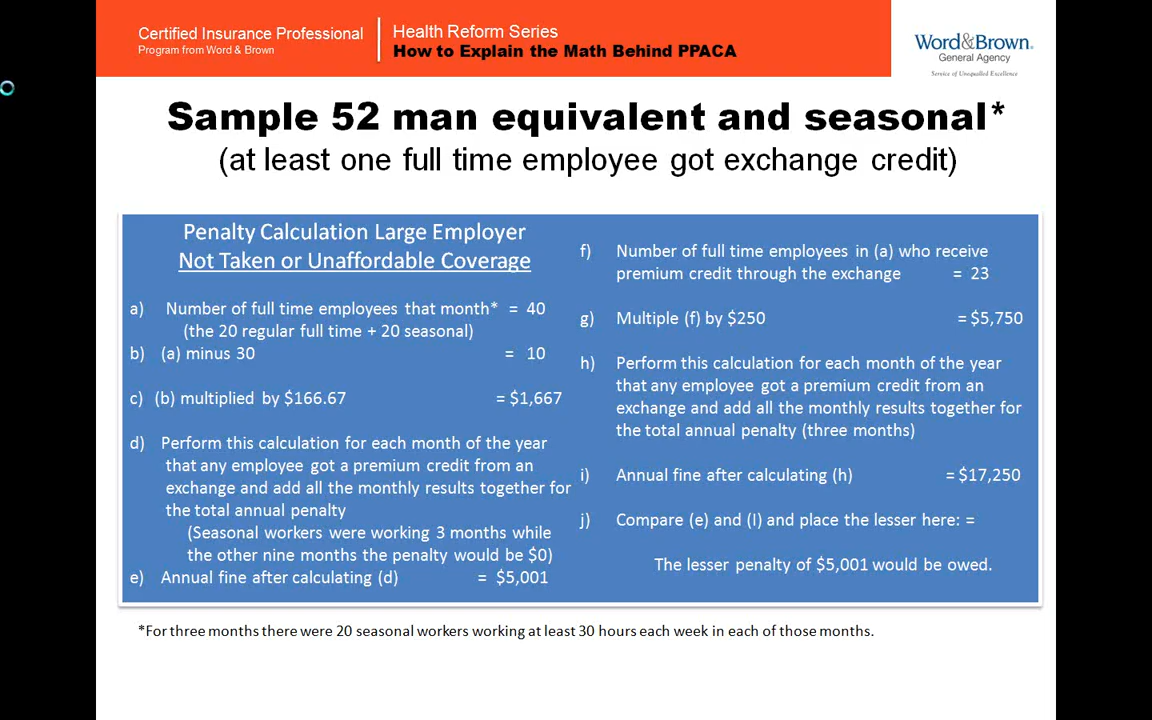 Certified Insurance Professional
Program from Word & Brown
Health Reform Series
How to Explain the Math Behind PPACA
Word&Brown.
General Agency
Service of Unequalled Excellence
Sample 52 man equivalent and seasonal*
(at least one full time employee got exchange credit)
Penalty Calculation Large Employer
Not Taken or Unaffordable Coverage
a) Number of full time employees that month* = 40
(the 20 regular full time + 20 seasonal)
b) (a) minus 30 = 10
c) (b) multiplied by $166.67 = $1,667
d) Perform this calculation for each month of the year
that any employee got a premium credit from an
exchange and add all the monthly results together for
the total annual penalty
(Seasonal workers were working 3 months while
the other nine months the penalty would be $0)
e) Annual fine after calculating (d) = $5,001
f) Number of full time employees in (a) who receive
premium credit through the exchange = 23
g) Multiple (f) by $250 = $5,750
h) Perform this calculation for each month of the year
that any employee got a premium credit from an
exchange and add all the monthly results together for
the total annual penalty (three months)
i) Annual fine after calculating (h) = $17,250
j) Compare (e) and (I) and place the lesser here: =
The lesser penalty of $5,001 would be owed.
*For three months there were 20 seasonal workers working at least 30 hours each week in each of those months.